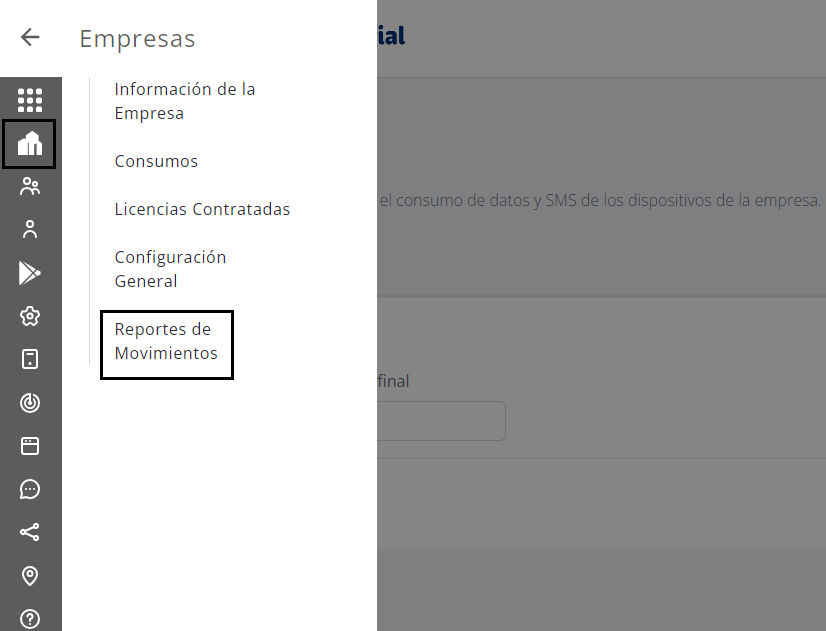 Empresas
ial
Información de la
Empresa
Consumos
Licencias Contratadas
el consumo de datos y SMS de los dispositivos de la empresa.
Configuración
General
Reportes de
Movimientos
final